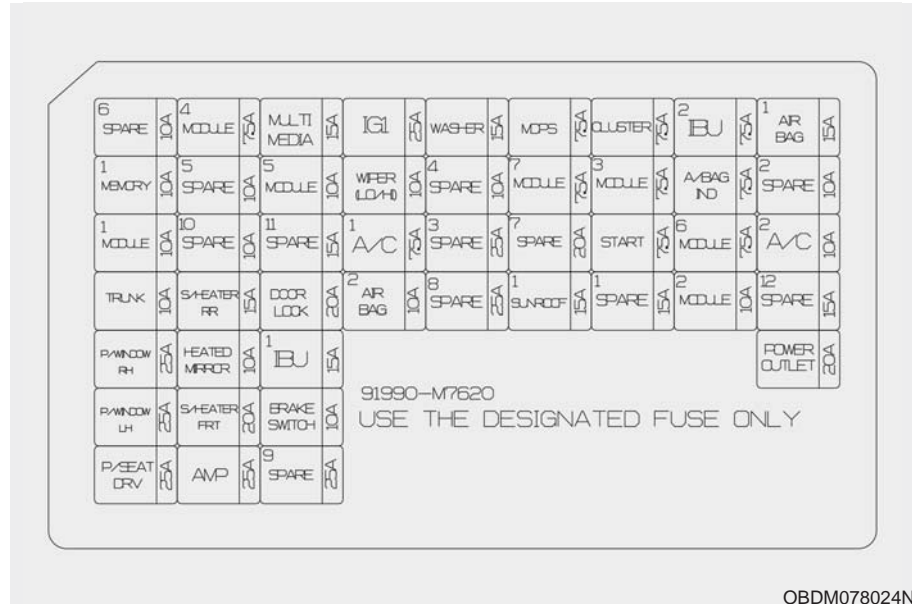 6 SPARE 10A 4 MODULE 7.5A MULTI MEDIA 15A IG1 25A WASHER 15A MDPS 7.5A CLUSTER 7.5A 2 IBU 7.5A 1 AIR BAG 15A
1 MEMORY 10A 5 SPARE 10A 5 MODULE 10A WIPER (LO/HI) 10A 4 SPARE 10A 7 MODULE 7.5A 3 MODULE 7.5A A/BAG IND 7.5A 2 SPARE 10A
1 MODULE 10A 10 SPARE 10A 11 SPARE 15A 1 A/C 7.5A 3 SPARE 25A 7 SPARE 20A START 7.5A 6 MODULE 7.5A 2 A/C 10A
TRUNK 10A S/HEATER RR 15A DOOR LOCK 20A 2 AIR BAG 10A 8 SPARE 25A 1 SUNROOF 15A 1 SPARE 15A 2 MODULE 10A 12 SPARE 15A
P/WINDOW RH 25A HEATED MIRROR 10A 1 IBU 15A POWER OUTLET 20A
91990-M7620
P/WINDOW LH 25A S/HEATER FRT 20A BRAKE SWITCH 10A USE THE DESIGNATED FUSE ONLY
P/SEAT DRV 25A AMP 25A 9 SPARE 25A
OBDM078024N